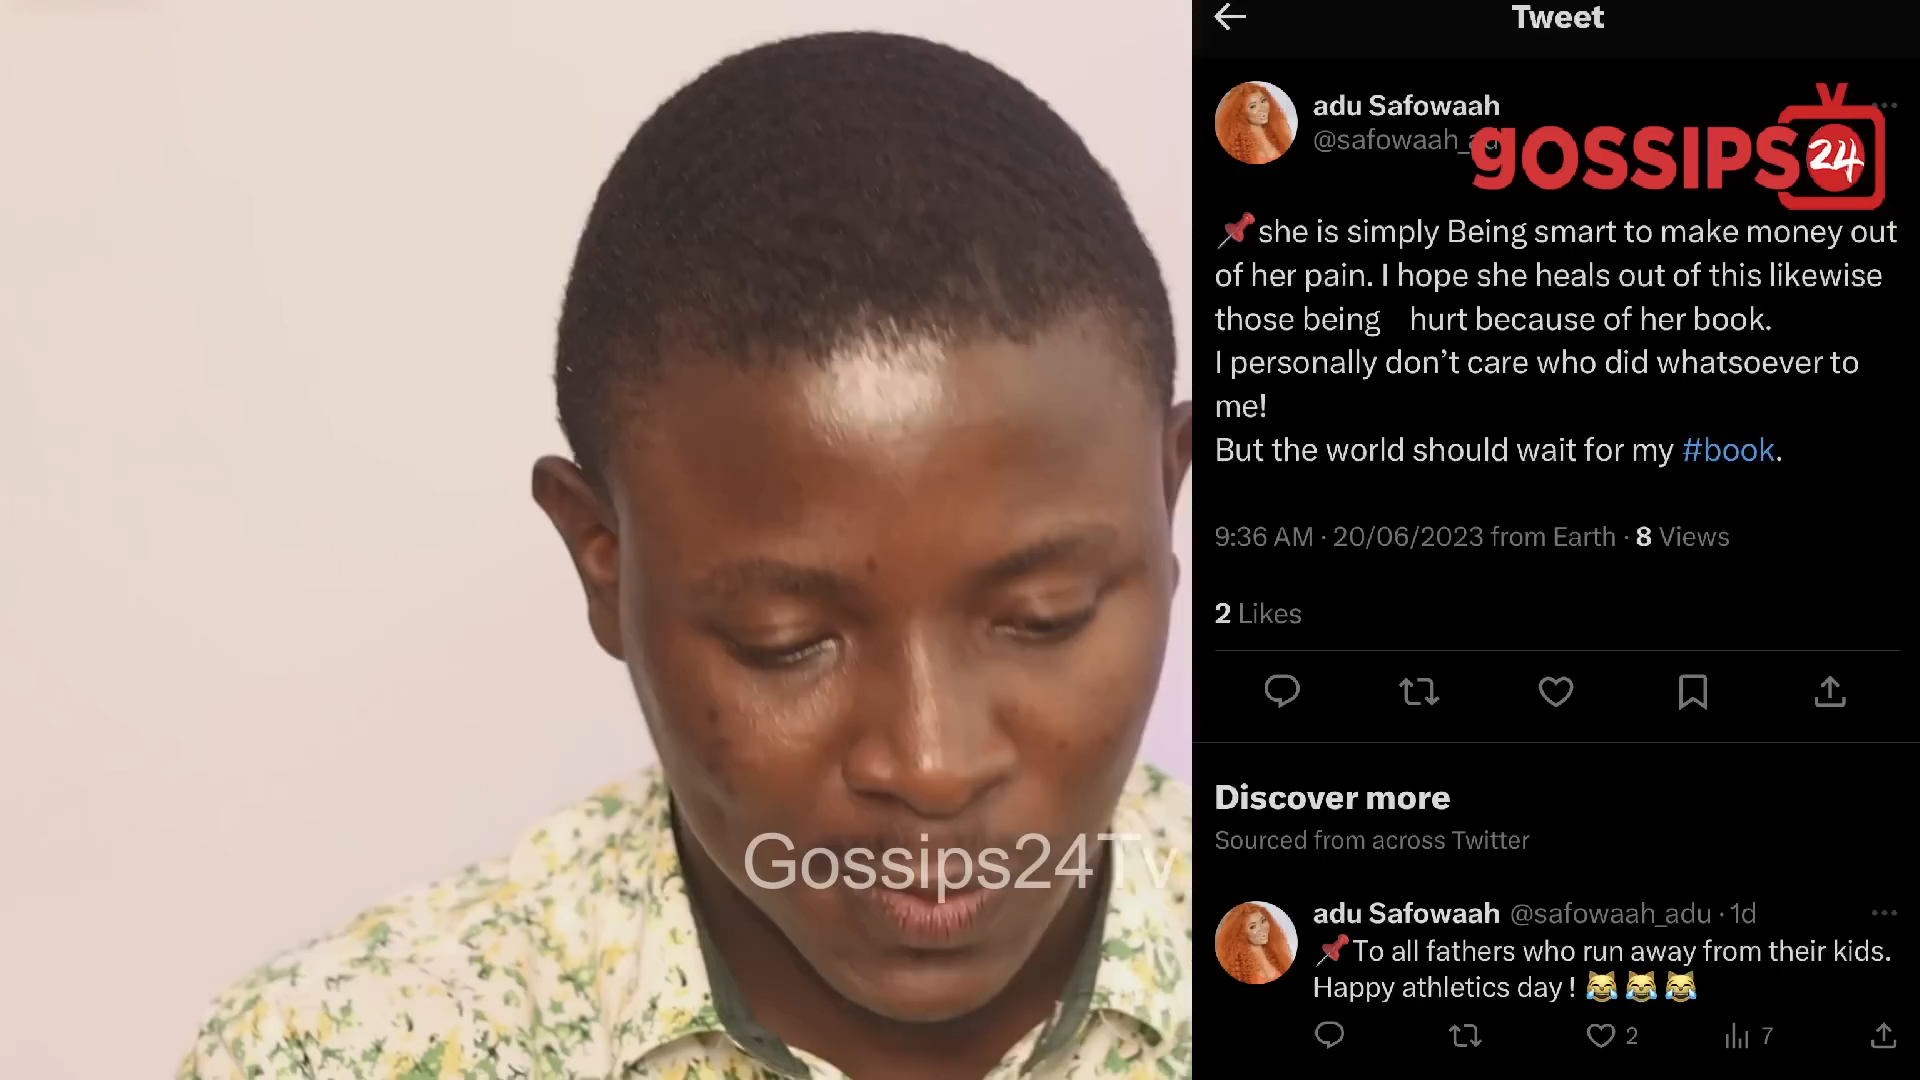 Tweet
adu Safowaah
@safowaah_adu
gOSSIPS 24
📌she is simply Being smart to make money out
of her pain. I hope she heals out of this likewise
those being hurt because of her book.
I personally don’t care who did whatsoever to
me!
But the world should wait for my #book.
9:36 AM · 20/06/2023 from Earth · 8 Views
2 Likes
Discover more
Sourced from across Twitter
adu Safowaah @safowaah_adu · 1d
📌To all fathers who run away from their kids.
Happy athletics day ! 😹😹😹
2 7
Gossips24Tv